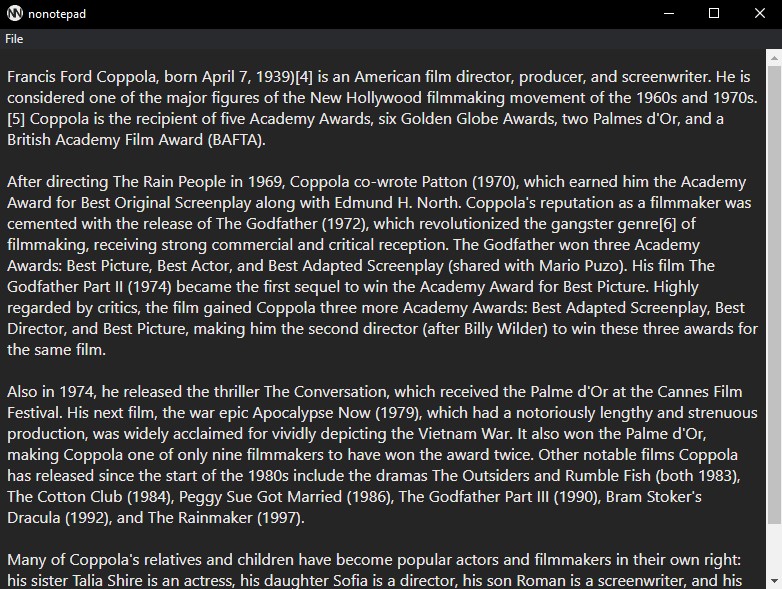 nonotepad
File
Francis Ford Coppola, born April 7, 1939)[4] is an American film director, producer, and screenwriter. He is
considered one of the major figures of the New Hollywood filmmaking movement of the 1960s and 1970s.
[5] Coppola is the recipient of five Academy Awards, six Golden Globe Awards, two Palmes d'Or, and a
British Academy Film Award (BAFTA).
After directing The Rain People in 1969, Coppola co-wrote Patton (1970), which earned him the Academy
Award for Best Original Screenplay along with Edmund H. North. Coppola's reputation as a filmmaker was
cemented with the release of The Godfather (1972), which revolutionized the gangster genre[6] of
filmmaking, receiving strong commercial and critical reception. The Godfather won three Academy
Awards: Best Picture, Best Actor, and Best Adapted Screenplay (shared with Mario Puzo). His film The
Godfather Part II (1974) became the first sequel to win the Academy Award for Best Picture. Highly
regarded by critics, the film gained Coppola three more Academy Awards: Best Adapted Screenplay, Best
Director, and Best Picture, making him the second director (after Billy Wilder) to win these three awards for
the same film.
Also in 1974, he released the thriller The Conversation, which received the Palme d'Or at the Cannes Film
Festival. His next film, the war epic Apocalypse Now (1979), which had a notoriously lengthy and strenuous
production, was widely acclaimed for vividly depicting the Vietnam War. It also won the Palme d'Or,
making Coppola one of only nine filmmakers to have won the award twice. Other notable films Coppola
has released since the start of the 1980s include the dramas The Outsiders and Rumble Fish (both 1983),
The Cotton Club (1984), Peggy Sue Got Married (1986), The Godfather Part III (1990), Bram Stoker's
Dracula (1992), and The Rainmaker (1997).
Many of Coppola's relatives and children have become popular actors and filmmakers in their own right:
his sister Talia Shire is an actress, his daughter Sofia is a director, his son Roman is a screenwriter, and his